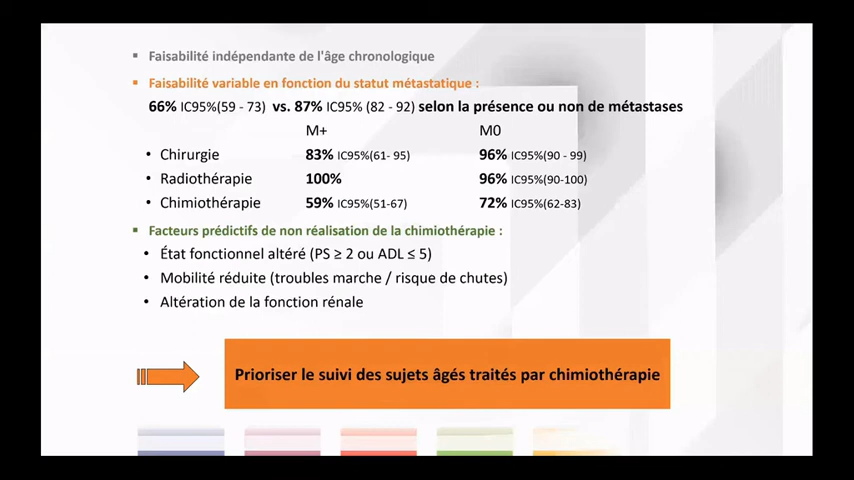 ▪ Faisabilité indépendante de l'âge chronologique
▪ Faisabilité variable en fonction du statut métastatique :
66% IC95%(59 - 73) vs. 87% IC95% (82 - 92) selon la présence ou non de métastases
M+ M0
• Chirurgie 83% IC95%(61- 95) 96% IC95%(90 - 99)
• Radiothérapie 100% 96% IC95%(90-100)
• Chimiothérapie 59% IC95%(51-67) 72% IC95%(62-83)
▪ Facteurs prédictifs de non réalisation de la chimiothérapie :
• État fonctionnel altéré (PS ≥ 2 ou ADL ≤ 5)
• Mobilité réduite (troubles marche / risque de chutes)
• Altération de la fonction rénale
Prioriser le suivi des sujets âgés traités par chimiothérapie